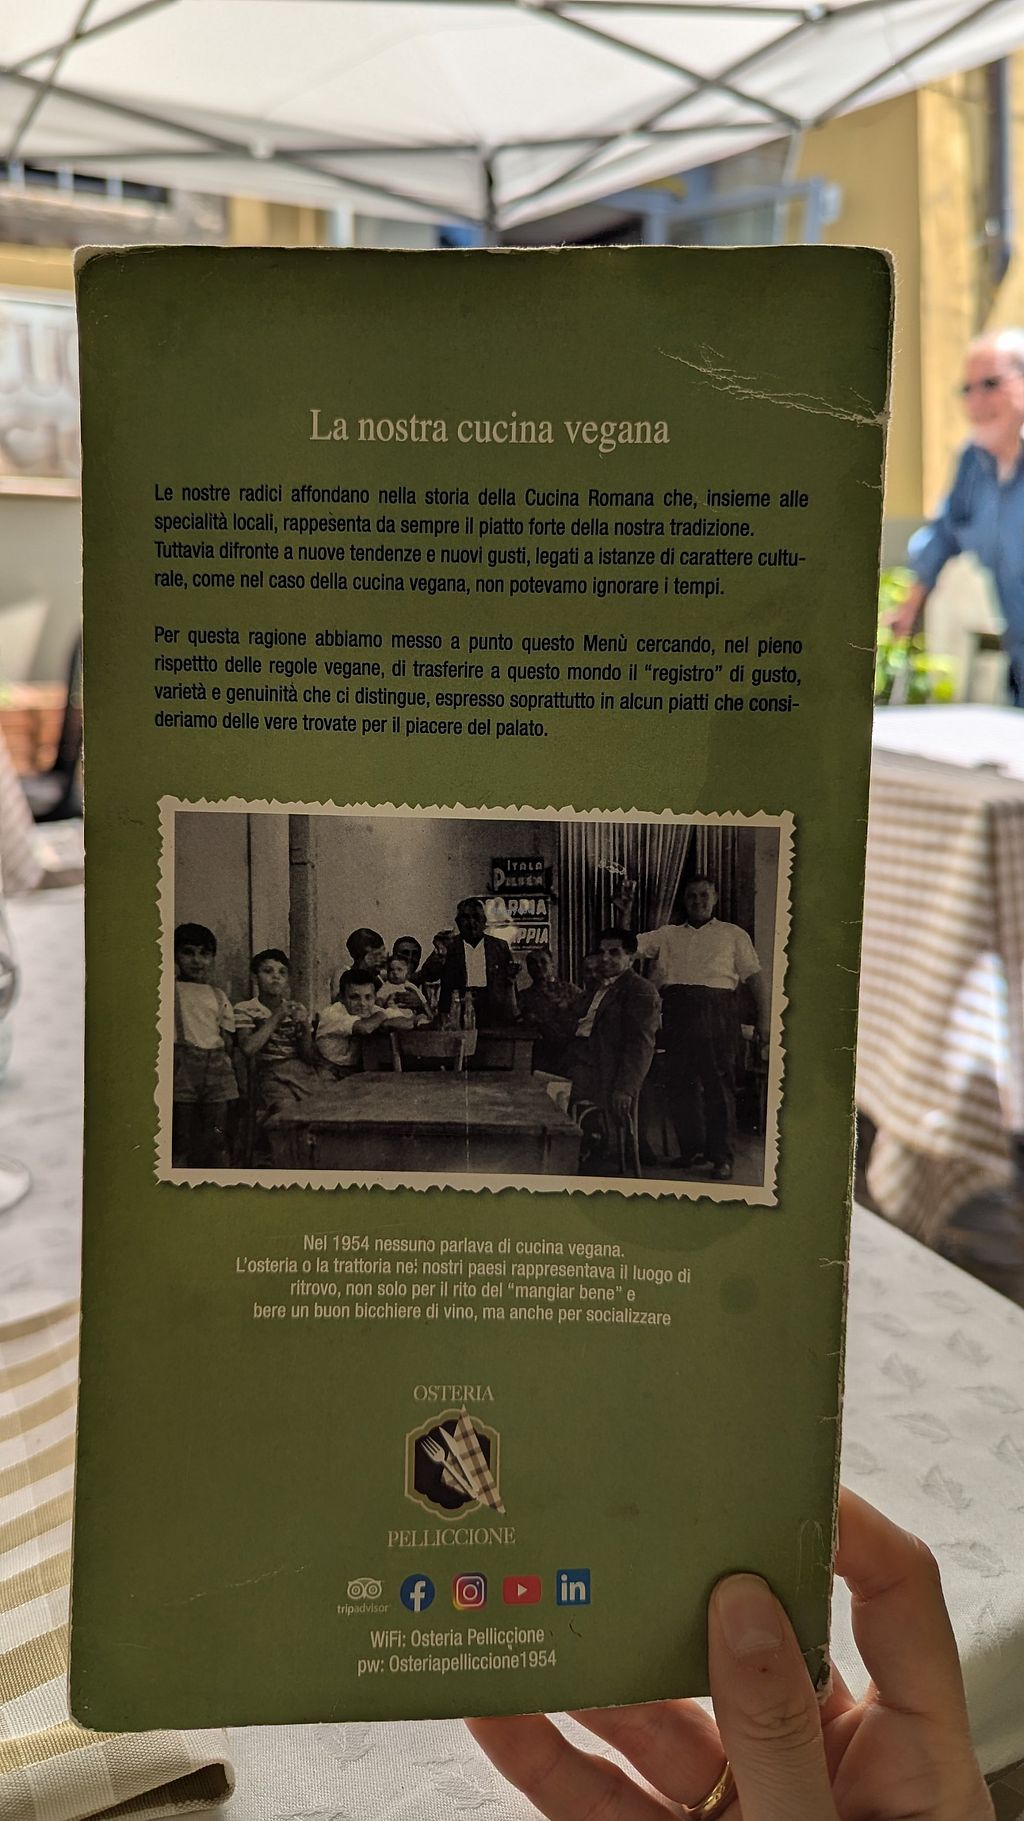 La nostra cucina vegana
Le nostre radici affondano nella storia della Cucina Romana che, insieme alle
specialità locali, rappesenta da sempre il piatto forte della nostra tradizione.
Tuttavia difronte a nuove tendenze e nuovi gusti, legati a istanze di carattere cultu-
rale, come nel caso della cucina vegana, non potevamo ignorare i tempi.
Per questa ragione abbiamo messo a punto questo Menù cercando, nel pieno
rispettto delle regole vegane, di trasferire a questo mondo il “registro” di gusto,
varietà e genuinità che ci distingue, espresso soprattutto in alcun piatti che consi-
deriamo delle vere trovate per il piacere del palato.
ITALA
PILSEN
APPIA
Nel 1954 nessuno parlava di cucina vegana.
L'osteria o la trattoria nei nostri paesi rappresentava il luogo di
ritrovo, non solo per il rito del “mangiar bene” e
bere un buon bicchiere di vino, ma anche per socializzare
OSTERIA
PELLICCIONE
tripadvisor
f
in
WiFi: Osteria Pelliccione
pw: Osteriapelliccione1954